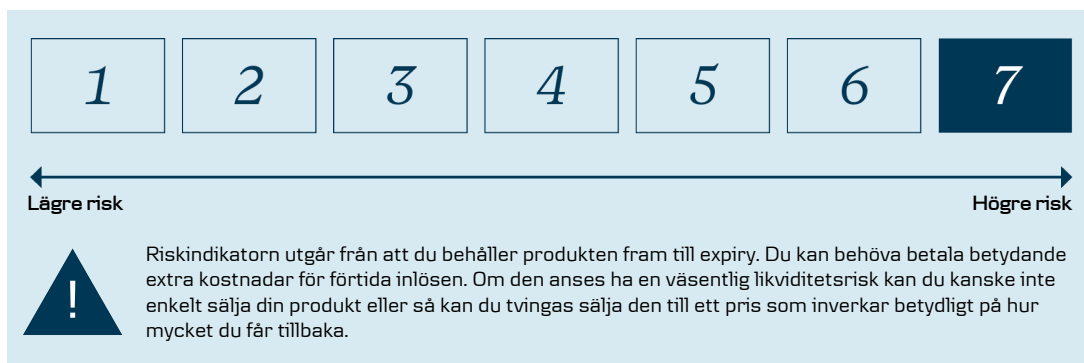 1 2 3 4 5 6 7
Lägre risk Högre risk
Riskindikatorn utgår från att du behåller produkten fram till expiry. Du kan behöva betala betydande
extra kostnadar för förtida inlösen. Om den anses ha en väsentlig likviditetsrisk kan du kanske inte
enkelt sälja din produkt eller så kan du tvingas sälja den till ett pris som inverkar betydligt på hur
mycket du får tillbaka.
!